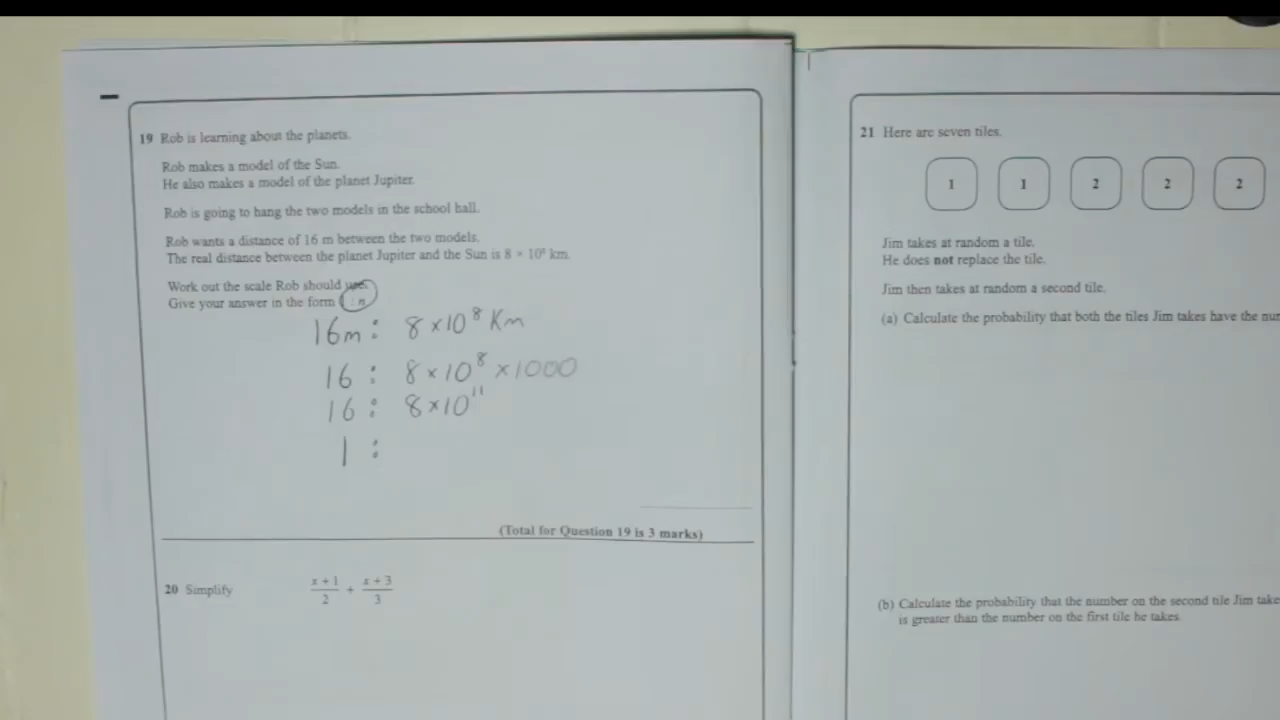 19 Rob is learning about the planets.
Rob makes a model of the Sun.
He also makes a model of the planet Jupiter.
Rob is going to hang the two models in the school hall.
Rob wants a distance of 16 m between the two models.
The real distance between the planet Jupiter and the Sun is 8 × 10⁸ km.
Work out the scale Rob should use.
Give your answer in the form 1 : n
16m : 8×10⁸ Km
16 : 8×10⁸ ×1000
16 : 8×10¹¹
1 :
(Total for Question 19 is 3 marks)
20 Simplify (x + 1)/2 + (x + 3)/3
21 Here are seven tiles.
1 1 2 2 2
Jim takes at random a tile.
He does not replace the tile.
Jim then takes at random a second tile.
(a) Calculate the probability that both the tiles Jim takes have the
(b) Calculate the probability that the number on the second tile Jim
is greater than the number on the first tile he takes.